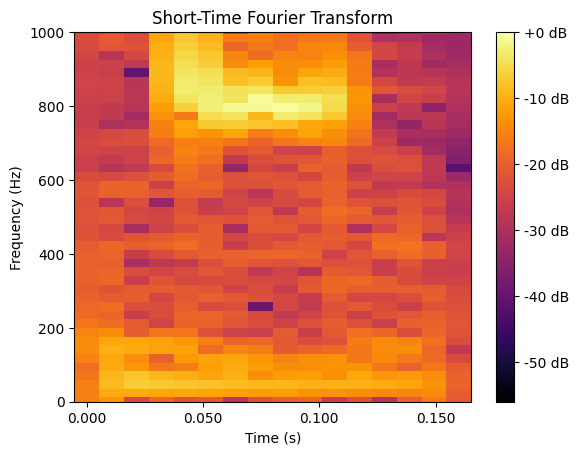 Short-Time Fourier Transform
Frequency (Hz)
1000
800
600
400
200
0
0.000
0.050
0.100
0.150
Time (s)
+0 dB
-10 dB
-20 dB
-30 dB
-40 dB
-50 dB